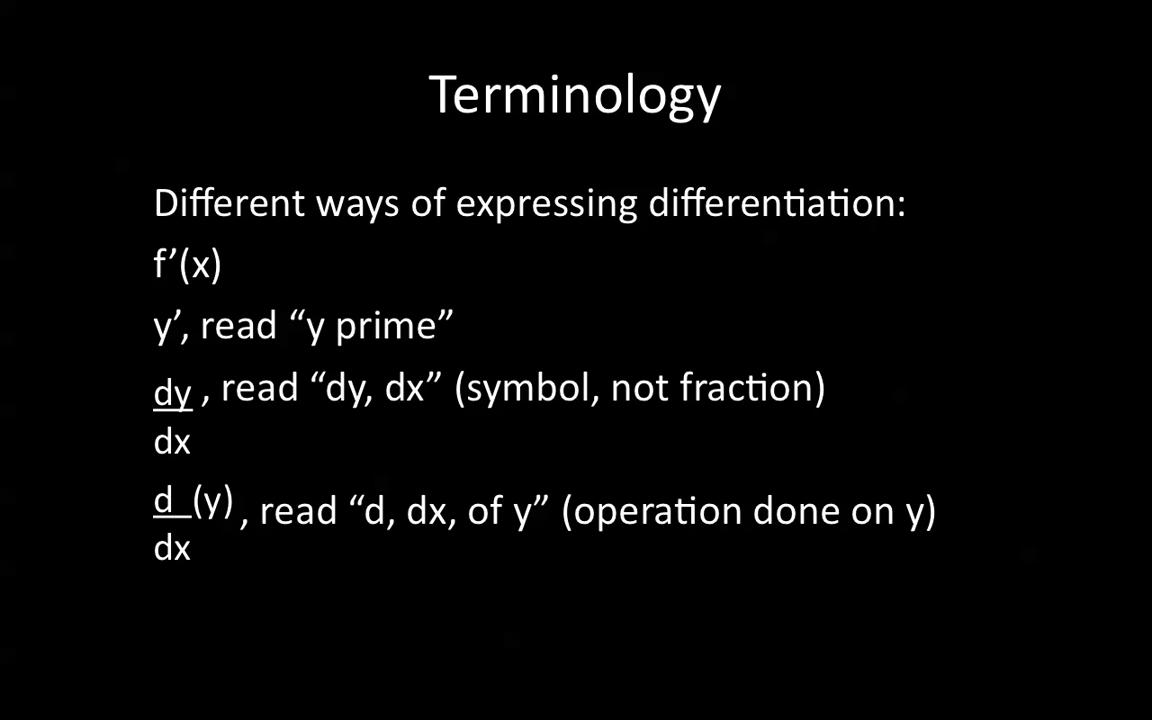 Terminology
Different ways of expressing differentiation:
f’(x)
y’, read “y prime”
dy , read “dy, dx” (symbol, not fraction)
dx
d (y) , read “d, dx, of y” (operation done on y)
dx